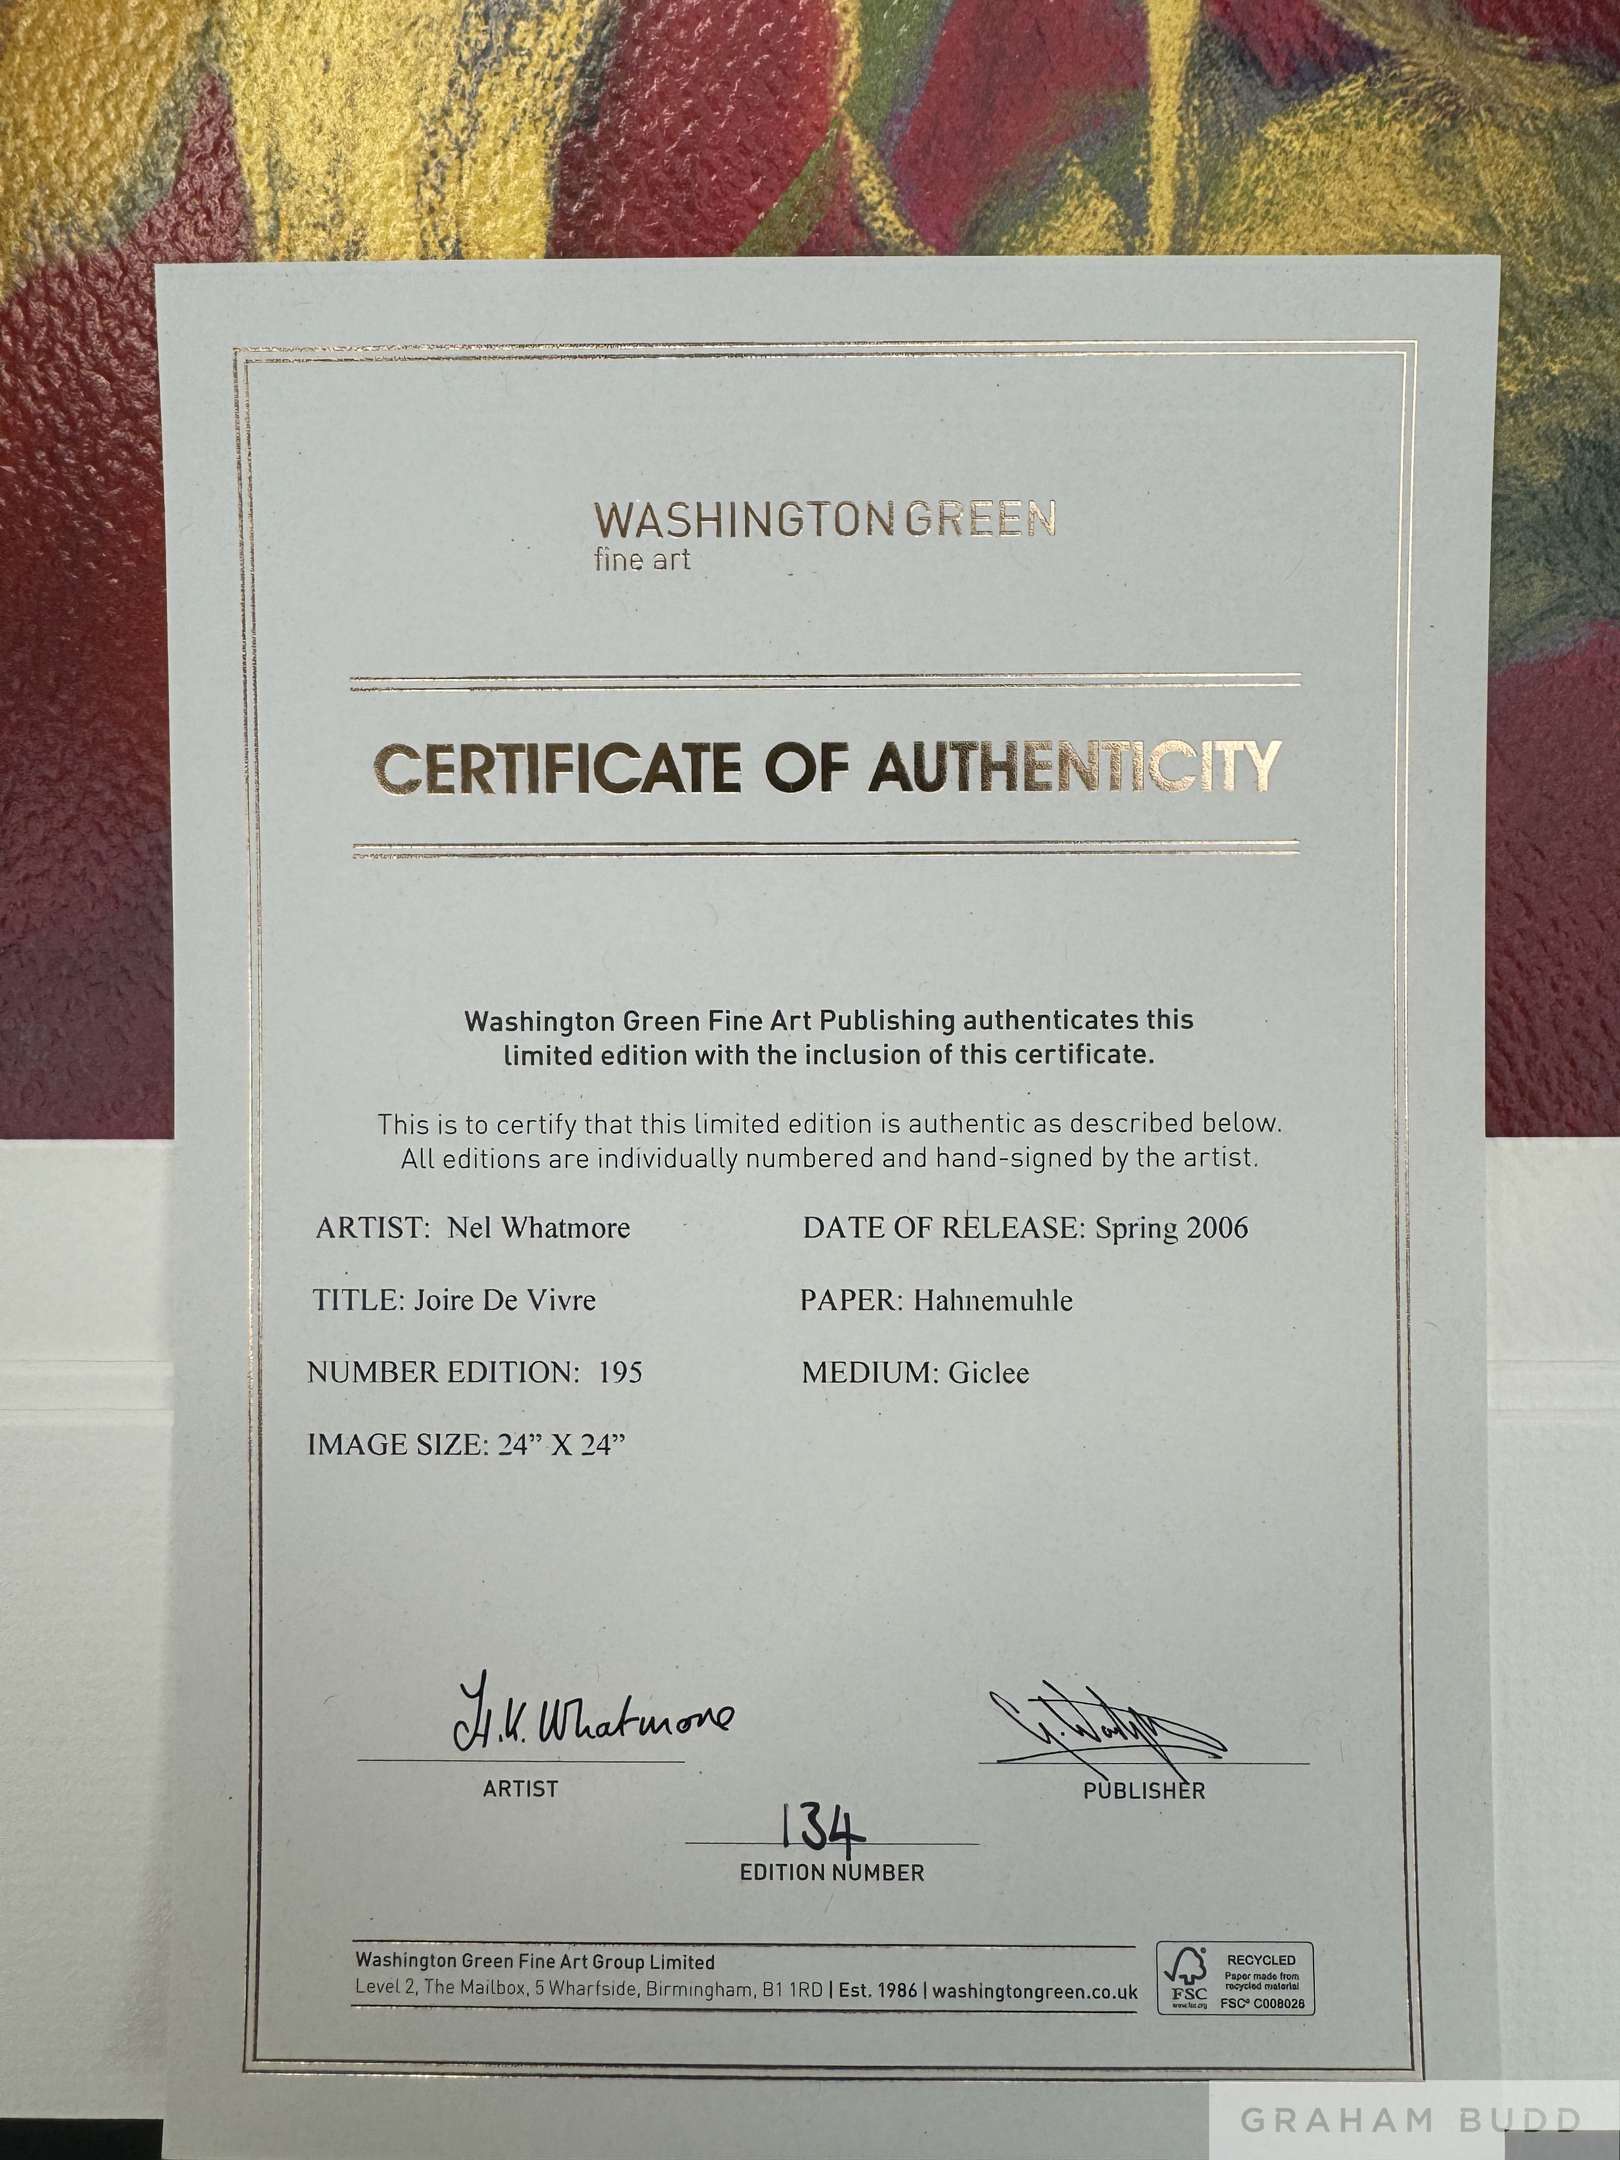 WASHINGTON GREEN
fine art
CERTIFICATE OF AUTHENTICITY
Washington Green Fine Art Publishing authenticates this
limited edition with the inclusion of this certificate.
This is to certify that this limited edition is authentic as described below.
All editions are individually numbered and hand-signed by the artist.
ARTIST: Nel Whatmore
DATE OF RELEASE: Spring 2006
TITLE: Joire De Vivre
PAPER: Hahnemuhle
NUMBER EDITION: 195
MEDIUM: Giclee
IMAGE SIZE: 24” X 24”
H.K. Whatmore
ARTIST
PUBLISHER
134
EDITION NUMBER
Washington Green Fine Art Group Limited
Level 2, The Mailbox, 5 Wharfside, Birmingham, B1 1RD | Est. 1986 | washingtongreen.co.uk
FSC
www.fsc.org
RECYCLED
Paper made from
recycled material
FSC® C008028
GRAHAM BUDD